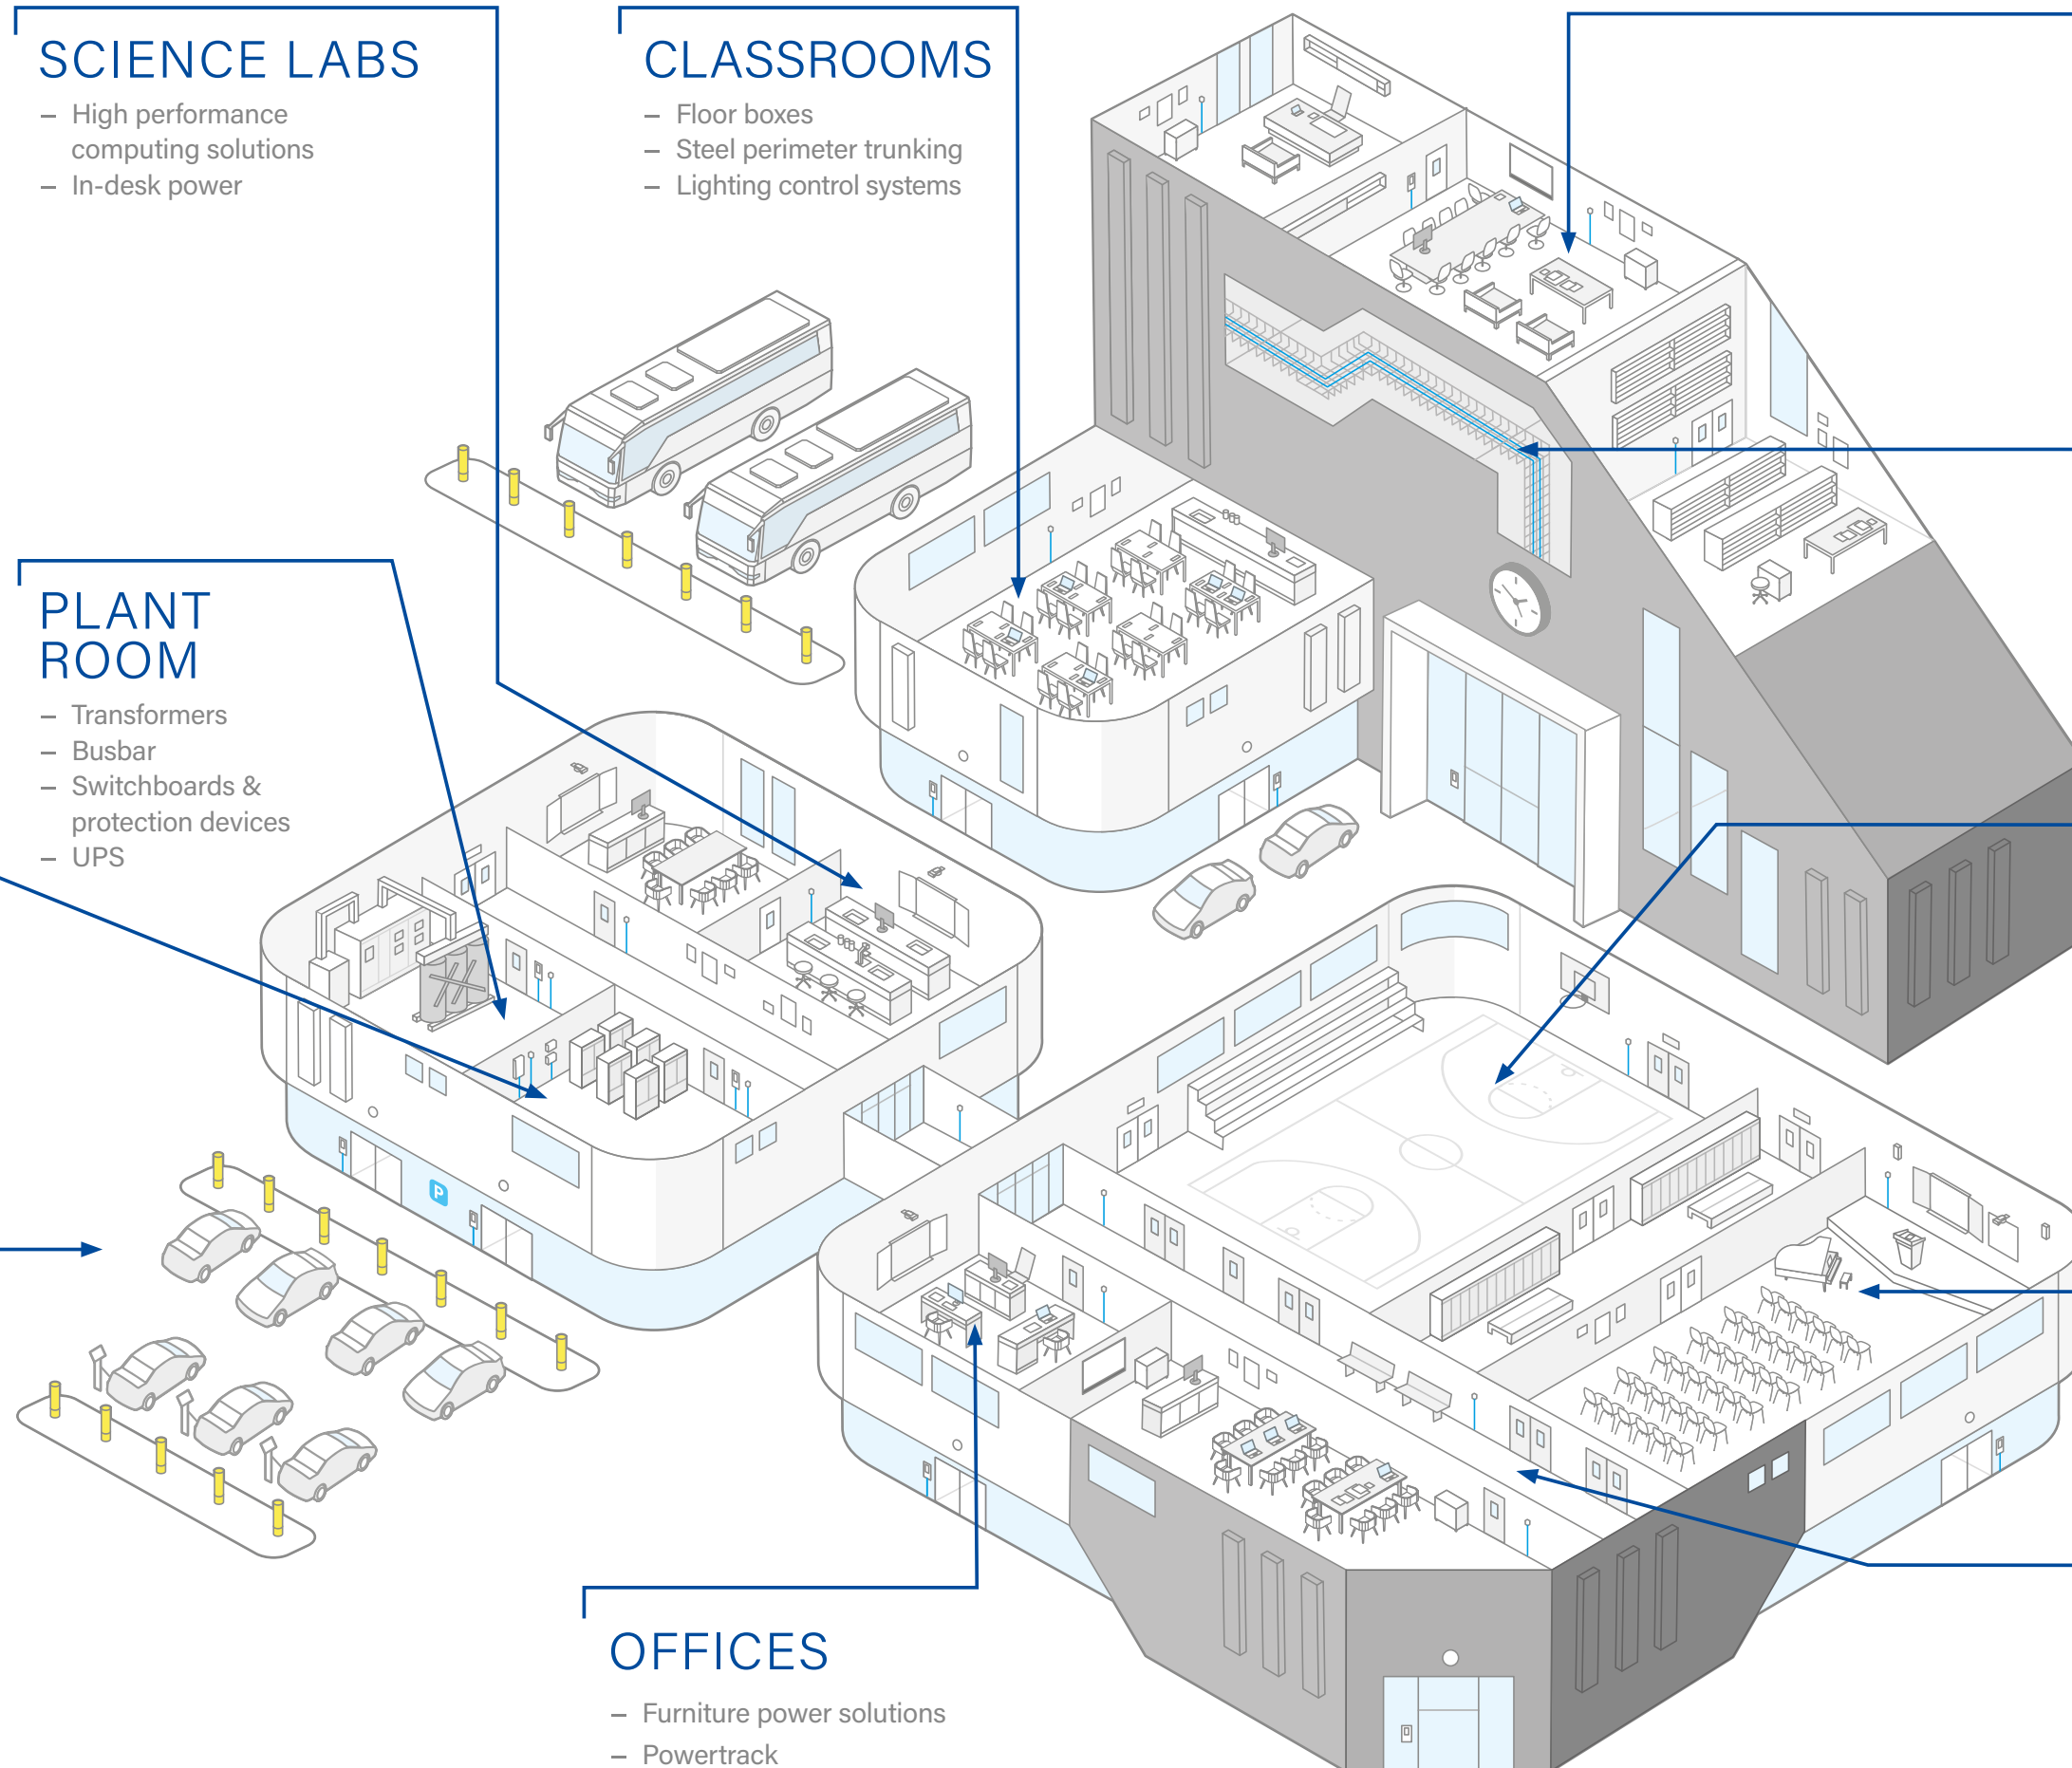 SCIENCE LABS
– High performance
computing solutions
– In-desk power
CLASSROOMS
– Floor boxes
– Steel perimeter trunking
– Lighting control systems
PLANT
ROOM
– Transformers
– Busbar
– Switchboards &
protection devices
– UPS
P
OFFICES
– Furniture power solutions
– Powertrack